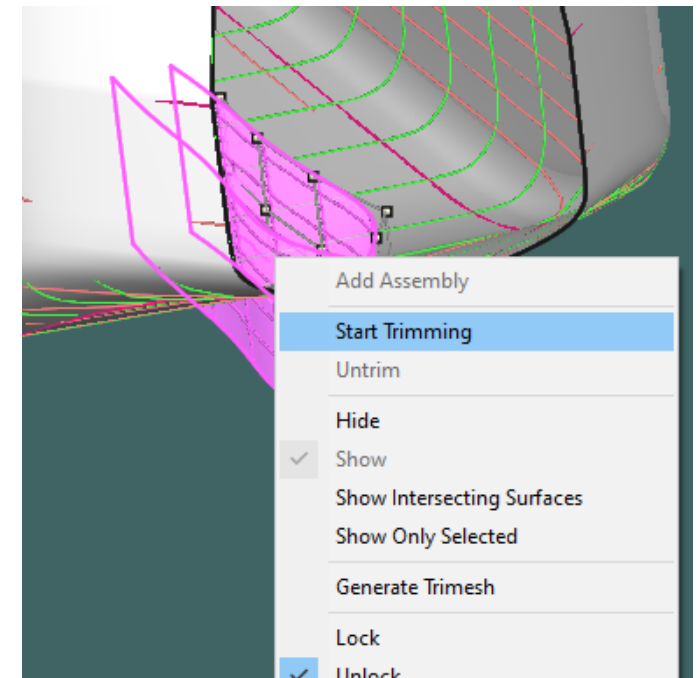 Add Assembly
Start Trimming
Untrim
Hide
Show
Show Intersecting Surfaces
Show Only Selected
Generate Trimesh
Lock
Unlock